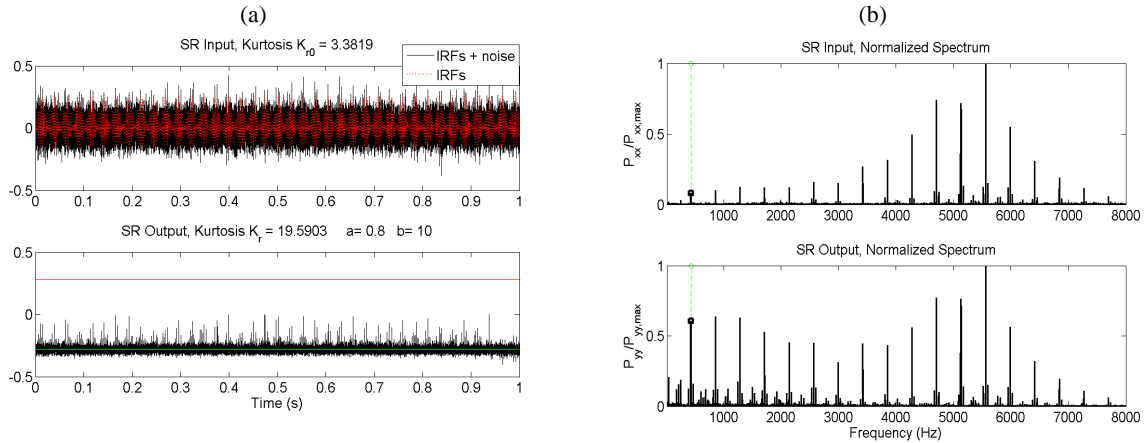 (a)
SR Input, Kurtosis K_r0 = 3.3819
IRFs + noise
IRFs
0.5
0
-0.5
0 0.1 0.2 0.3 0.4 0.5 0.6 0.7 0.8 0.9 1
SR Output, Kurtosis K_r = 19.5903 a= 0.8 b= 10
0.5
0
-0.5
0 0.1 0.2 0.3 0.4 0.5 0.6 0.7 0.8 0.9 1
Time (s)
(b)
SR Input, Normalized Spectrum
P_xx/P_xx,max
1
0.5
0
1000 2000 3000 4000 5000 6000 7000 8000
SR Output, Normalized Spectrum
P_yy/P_yy,max
1
0.5
0
1000 2000 3000 4000 5000 6000 7000 8000
Frequency (Hz)